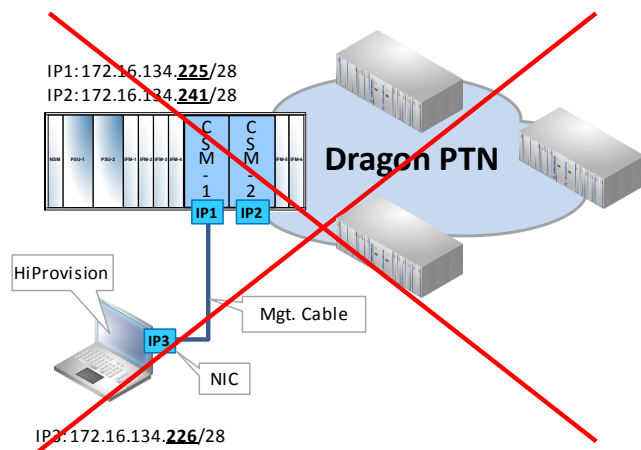 IP1: 172.16.134.225/28
IP2: 172.16.134.241/28
NSM
PSU-1
PSU-2
IFM-1
IFM-2
IFM-3
IFM-4
CSM-1
CSM-2
IFM-5
IFM-6
IP1
IP2
Dragon PTN
HiProvision
IP3
Mgt. Cable
NIC
IP3: 172.16.134.226/28